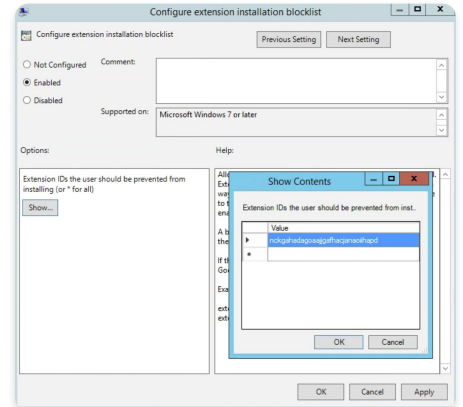 Configure extension installation blocklist
Configure extension installation blocklist
Previous Setting
Next Setting
Not Configured
Comment:
Enabled
Disabled
Supported on:
Microsoft Windows 7 or later
Options:
Help:
Extension IDs the user should be prevented from
installing (or * for all)
Show...
Show Contents
Extension IDs the user should be prevented from inst..
Value
nckgahadagoaajjgafhacjanaoiihapd
OK
Cancel
OK
Cancel
Apply